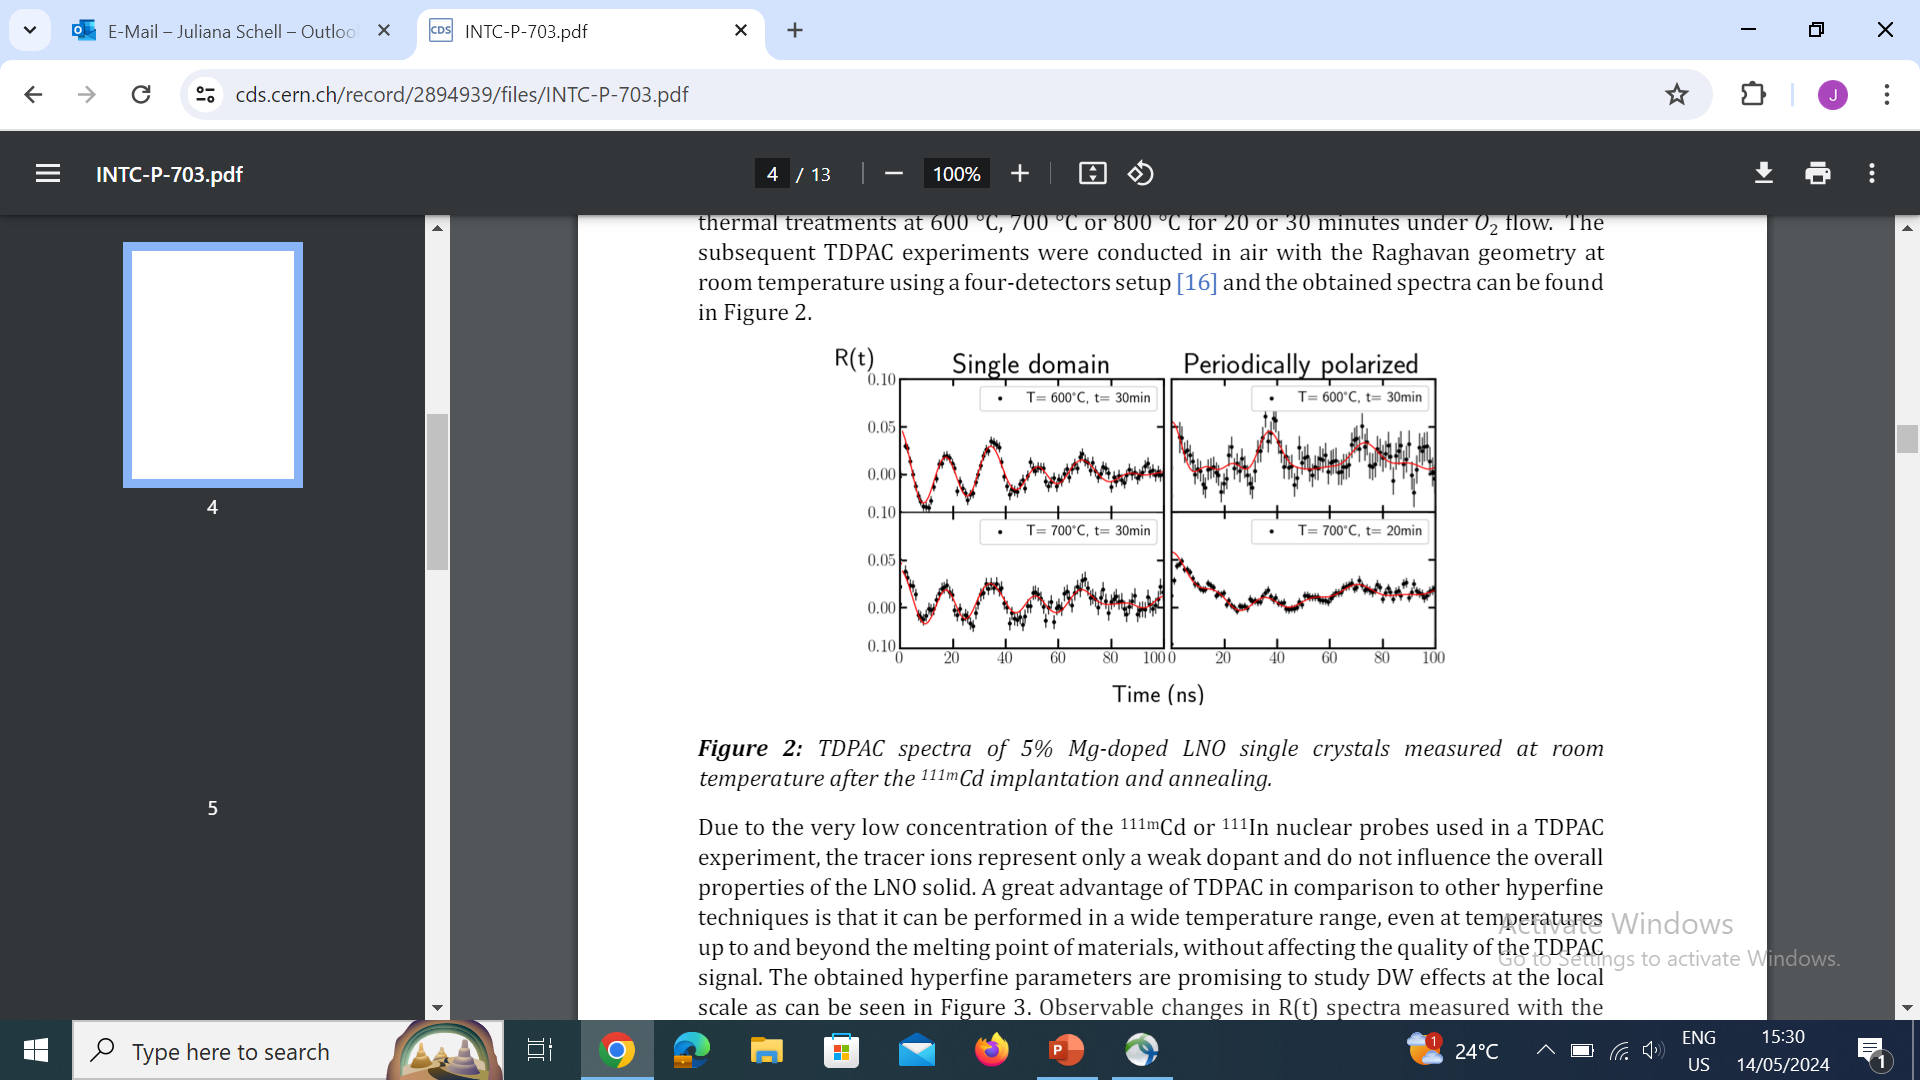 E-Mail – Juliana Schell – Outloo
CDS
INTC-P-703.pdf
cds.cern.ch/record/2894939/files/INTC-P-703.pdf
J
INTC-P-703.pdf
4 / 13
100%
4
5
thermal treatments at 600 °C, 700 °C or 800 °C for 20 or 30 minutes under O2 flow. The
subsequent TDPAC experiments were conducted in air with the Raghavan geometry at
room temperature using a four-detectors setup [16] and the obtained spectra can be found
in Figure 2.
R(t) Single domain Periodically polarized
0.10 T= 600°C, t= 30min T= 600°C, t= 30min
0.05
0.00
0.10 T= 700°C, t= 30min T= 700°C, t= 20min
0.05
0.00
0.10
0 20 40 60 80 100 0 20 40 60 80 100
Time (ns)
Figure 2: TDPAC spectra of 5% Mg-doped LNO single crystals measured at room
temperature after the 111mCd implantation and annealing.
Due to the very low concentration of the 111mCd or 111In nuclear probes used in a TDPAC
experiment, the tracer ions represent only a weak dopant and do not influence the overall
properties of the LNO solid. A great advantage of TDPAC in comparison to other hyperfine
techniques is that it can be performed in a wide temperature range, even at temperatures
up to and beyond the melting point of materials, without affecting the quality of the TDPAC
signal. The obtained hyperfine parameters are promising to study DW effects at the local
scale as can be seen in Figure 3. Observable changes in R(t) spectra measured with the
Activate Windows
Go to Settings to activate Windows.
Type here to search
P
1
24°C
ENG
US
15:30
14/05/2024
1